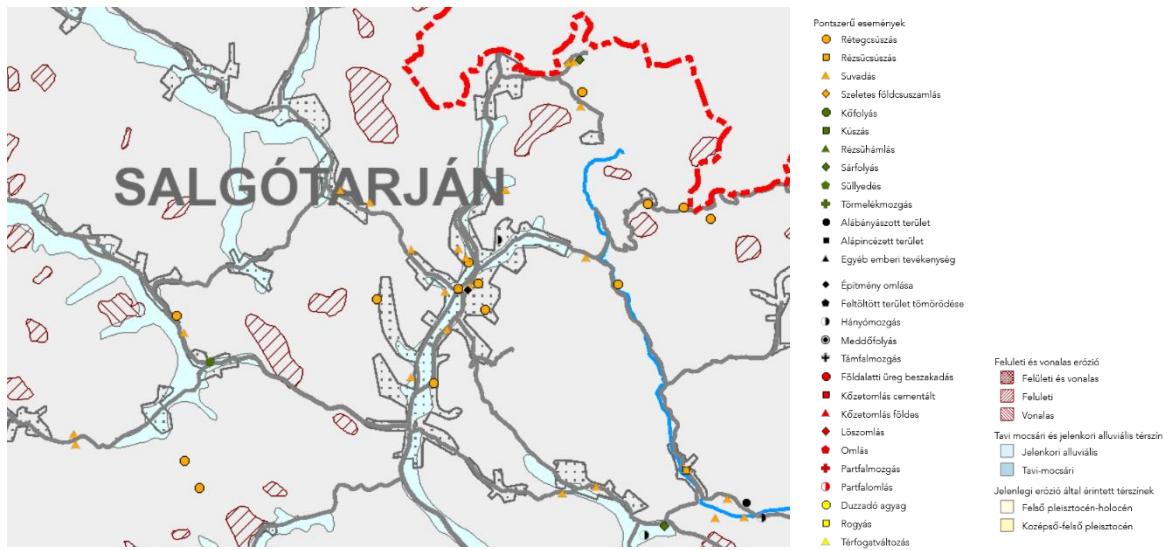 SALGÓTARJÁN
Pontszerű események
Rétegcsúszás
Rézsűcsúszás
Suvadás
Szeletes földcsuszamlás
Kőfolyás
Kúszás
Rézsűhámlás
Sárfolyás
Süllyedés
Törmelékmozgás
Alábányászott terület
Alápincézett terület
Egyéb emberi tevékenység
Építmény omlása
Feltöltött terület tömörödése
Hányómozgás
Meddőfolyás
Támfalmozgás
Földalatti üreg beszakadás
Kőzetomlás cementált
Kőzetomlás földes
Löszomlás
Omlás
Partfalmozgás
Partfalomlás
Duzzadó agyag
Rogyás
Térfogatváltozás
Feluleti és vonalas erózió
Felületi és vonalas
Feluleti
Vonalas
Tavi mocsári és jelenkori alluviális térszín
Jelenkori alluviális
Tavi-mocsári
Jelenlegi erózió által érintett térszínek
Felső pleisztocén-holocén
Kozépső-felső pleisztocén